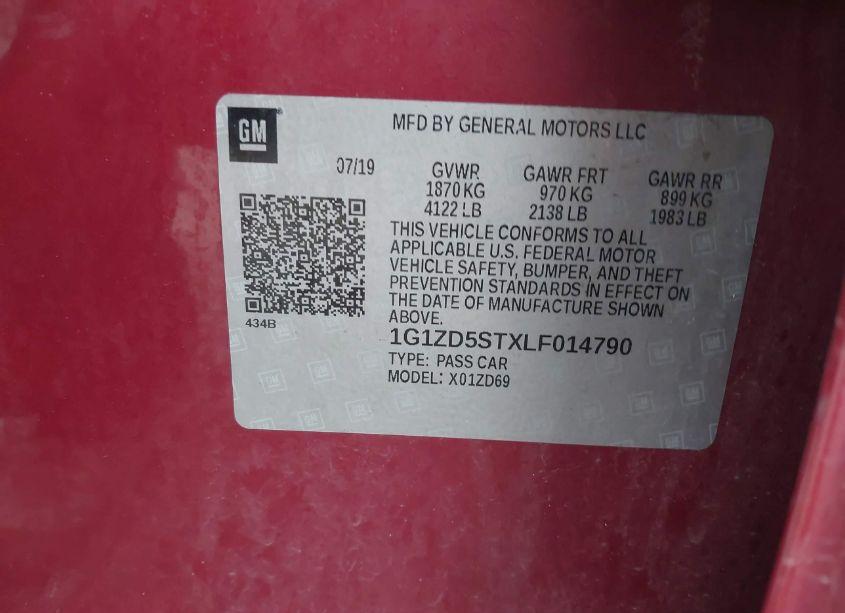 GM
MFD BY GENERAL MOTORS LLC
07/19
GVWR GAWR FRT GAWR RR
1870 KG 970 KG 899 KG
4122 LB 2138 LB 1983 LB
THIS VEHICLE CONFORMS TO ALL
APPLICABLE U.S. FEDERAL MOTOR
VEHICLE SAFETY, BUMPER, AND THEFT
PREVENTION STANDARDS IN EFFECT ON
THE DATE OF MANUFACTURE SHOWN
ABOVE.
434B
1G1ZD5STXLF014790
TYPE: PASS CAR
MODEL: X01ZD69